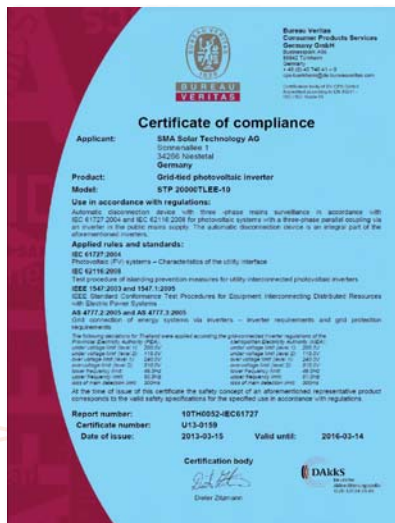 Bureau Veritas
Consumer Products Services
Germany GmbH
Germany
BUREAU
VERITAS
Certificate of compliance
Applicant: SMA Solar Technology AG
Sonnenallee 1
34266 Niestetal
Germany
Product: Grid-tied photovoltaic inverter
Model: STP 20000TLEE-10
Use in accordance with regulations:
Automatic disconnection device with three-phase mains surveillance in accordance with
IEC 61727:2004 and IEC 62116:2008 for photovoltaic systems with a three-phase parallel coupling via
an inverter in the public mains supply. The automatic disconnection device is an integral part of the
aforementioned inverters.
Applied rules and standards:
IEC 61727:2004
Photovoltaic (PV) systems – Characteristics of the utility interface
IEC 62116:2008
Test procedure of islanding prevention measures for utility interconnected photovoltaic inverters
IEEE 1547:2003 and 1547.1:2005
IEEE Standard Conformance Test Procedures for Equipment Interconnecting Distributed Resources
with Electric Power Systems
AS 4777.2:2005 and AS 4777.3:2005
Grid connection of energy systems via inverters – Inverter requirements and grid protection
requirements
At the time of issue of this certificate the safety concept of an aforementioned representative product
corresponds to the valid safety specifications for the specified use in accordance with regulations.
Report number: 10TH0052-IEC61727
Certificate number: U13-0159
Date of issue: 2013-03-15 Valid until: 2016-03-14
Certification body
DAkkS